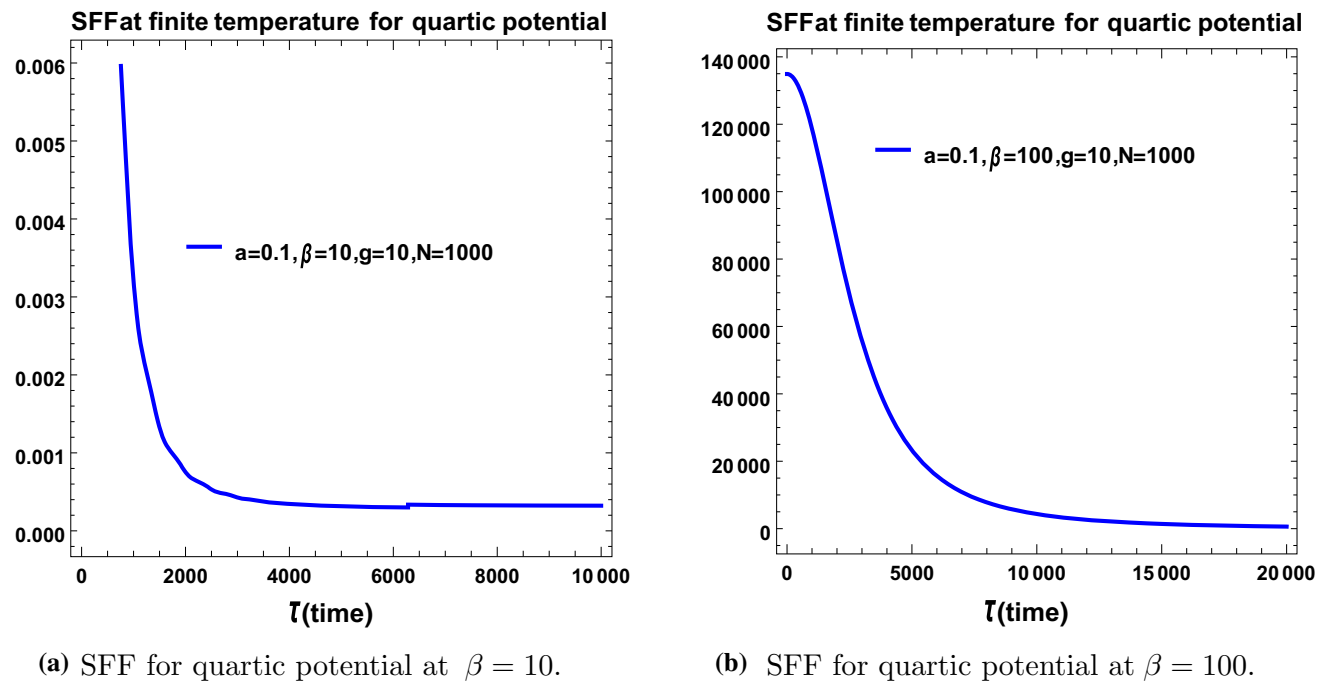 SFFat finite temperature for quartic potential
0.006
0.005
0.004
0.003
0.002
0.001
0.000
a=0.1,β=10,g=10,N=1000
0 2000 4000 6000 8000 10 000
τ(time)
(a) SFF for quartic potential at β = 10.
SFFat finite temperature for quartic potential
140 000
120 000
100 000
80 000
60 000
40 000
20 000
0
a=0.1,β=100,g=10,N=1000
0 5000 10 000 15 000 20 000
τ(time)
(b) SFF for quartic potential at β = 100.